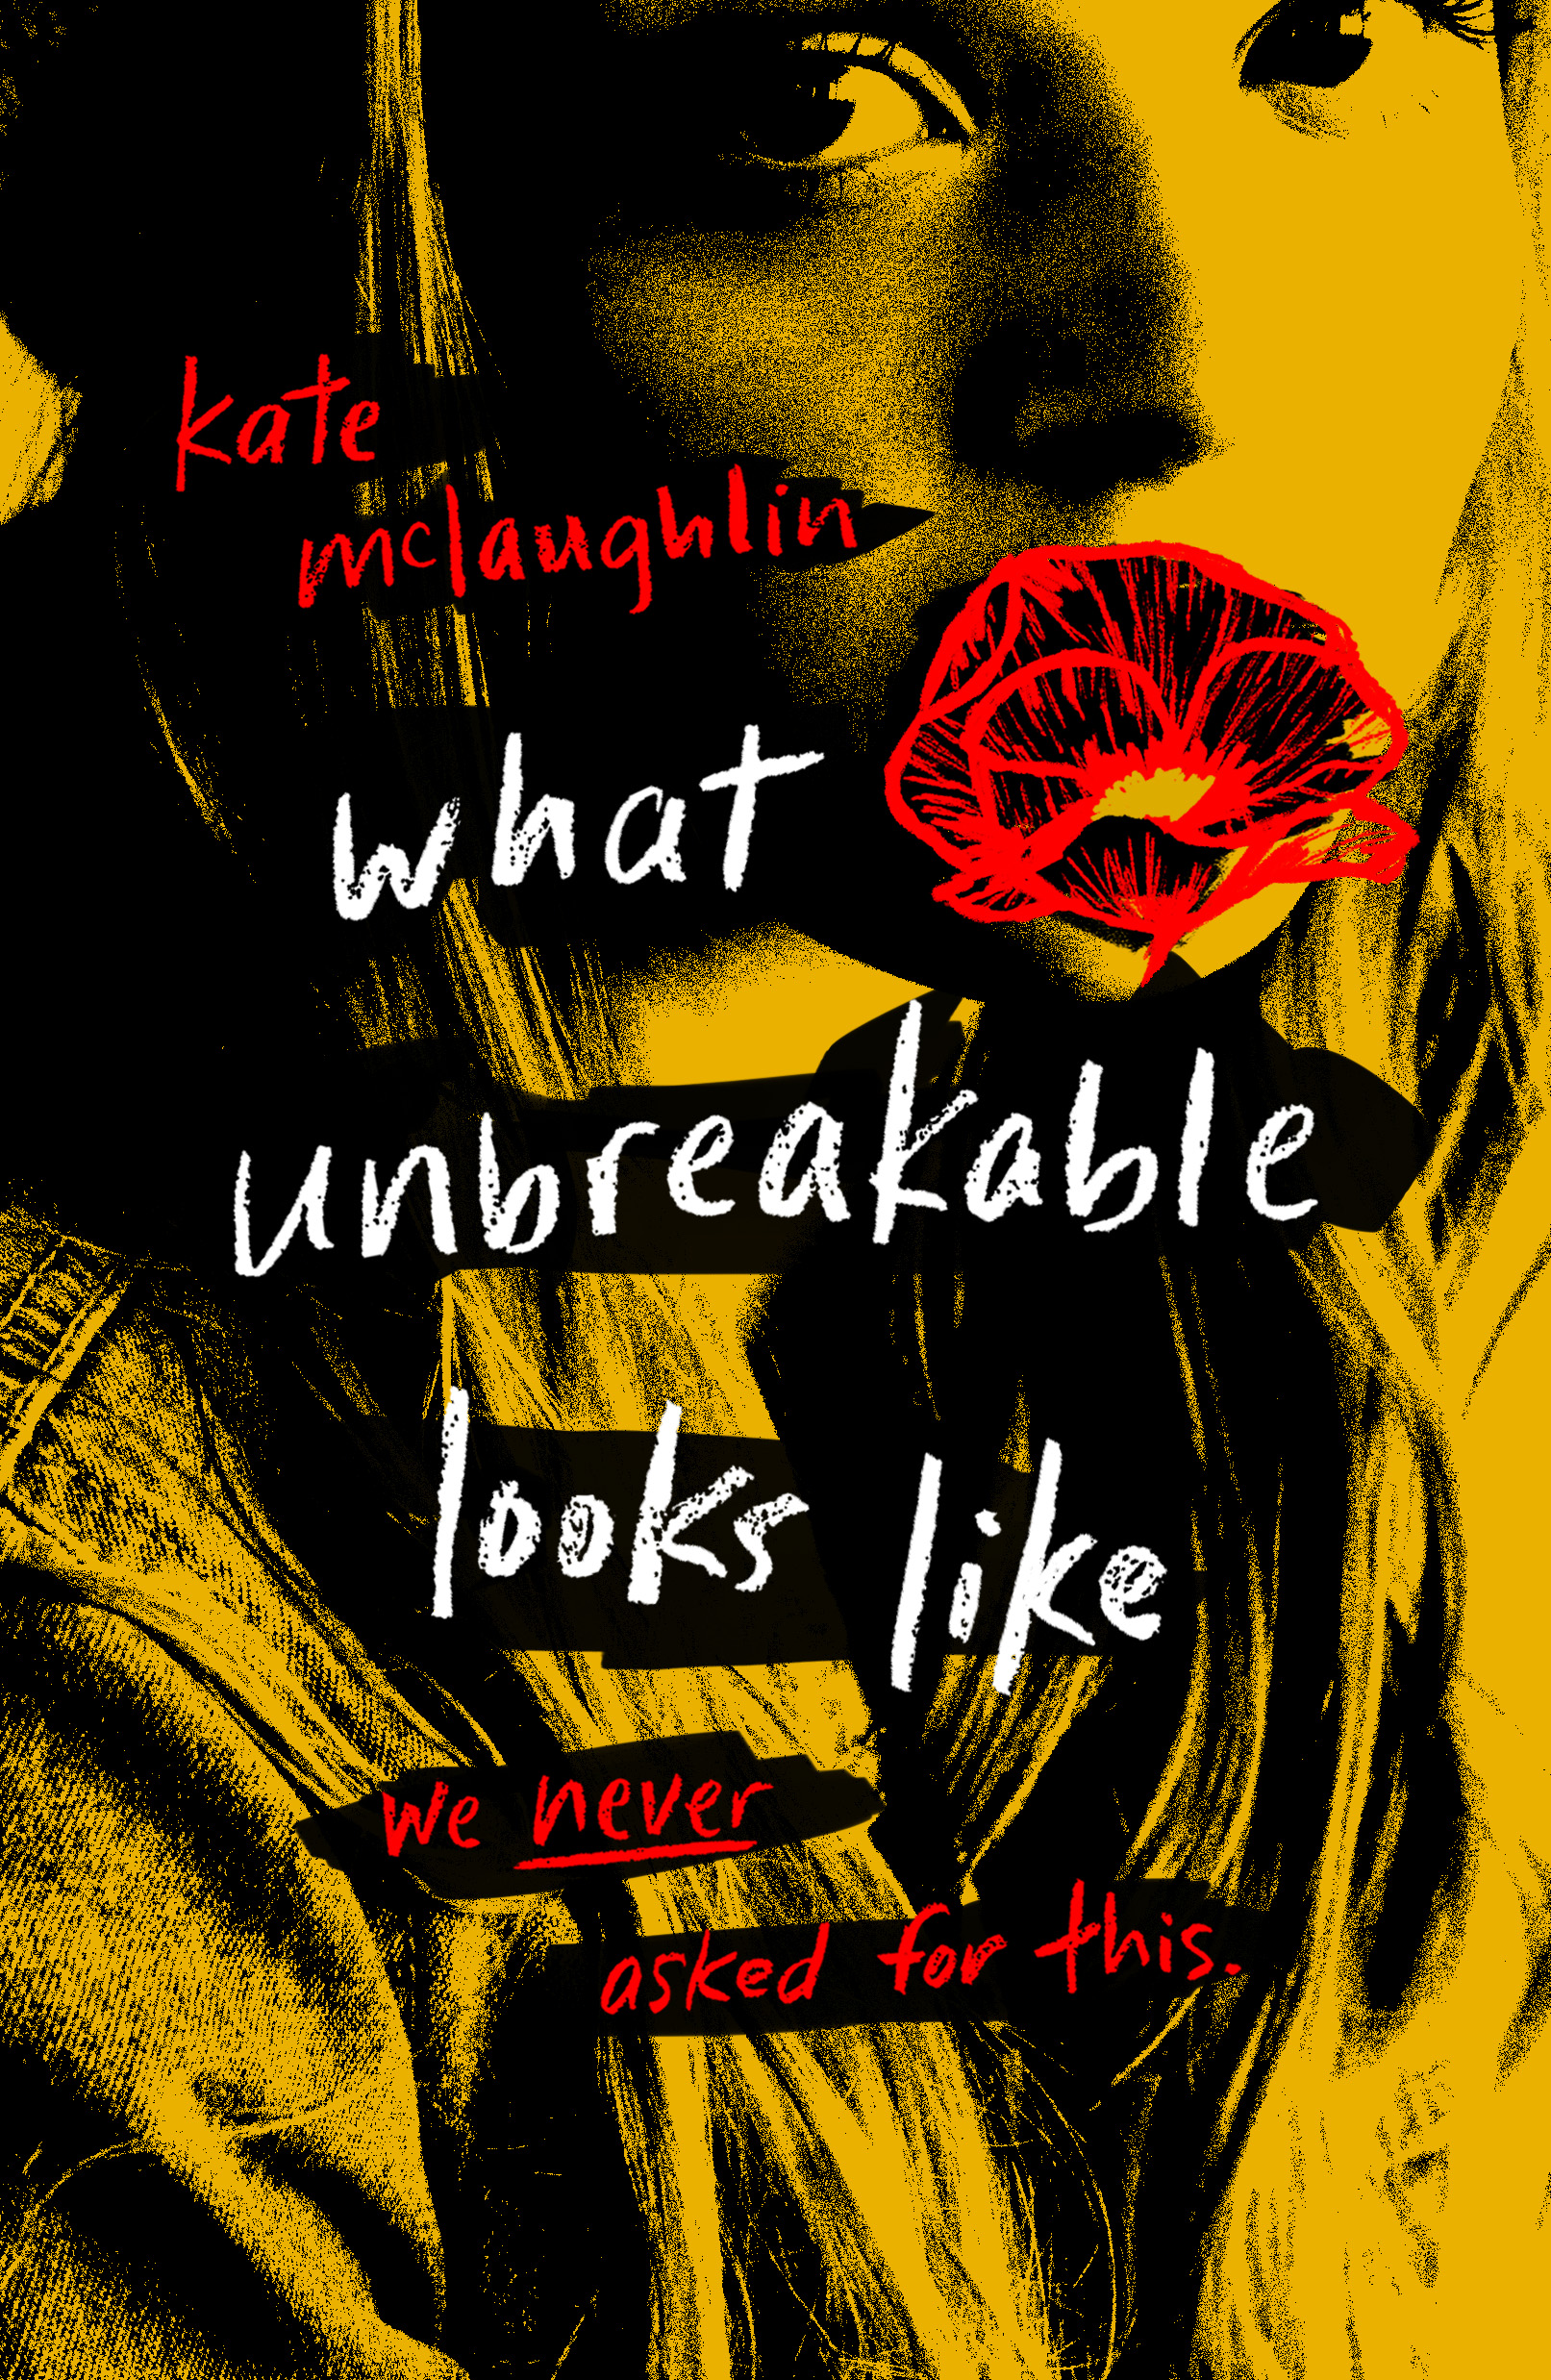 kate
mclaughlin
what
unbreakable
looks like
we never
asked for this.